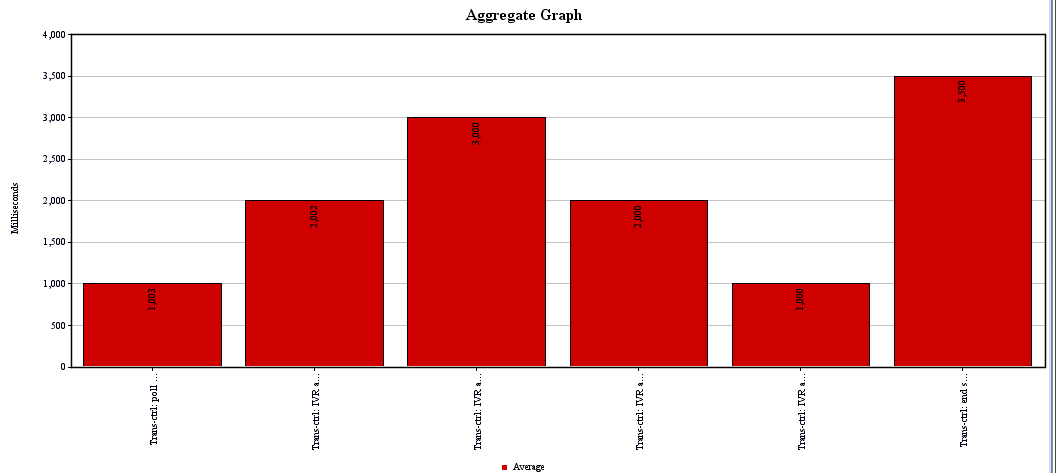 Aggregate Graph
4,000
3,500
3,000
2,500
2,000
1,500
1,000
500
0
Milliseconds
1,003
2,002
3,000
2,000
1,000
3,500
Trans-ctrl: poll ...
Trans-ctrl: IVR a...
Trans-ctrl: IVR a...
Trans-ctrl: IVR a...
Trans-ctrl: IVR a...
Trans-ctrl: end s...
Average